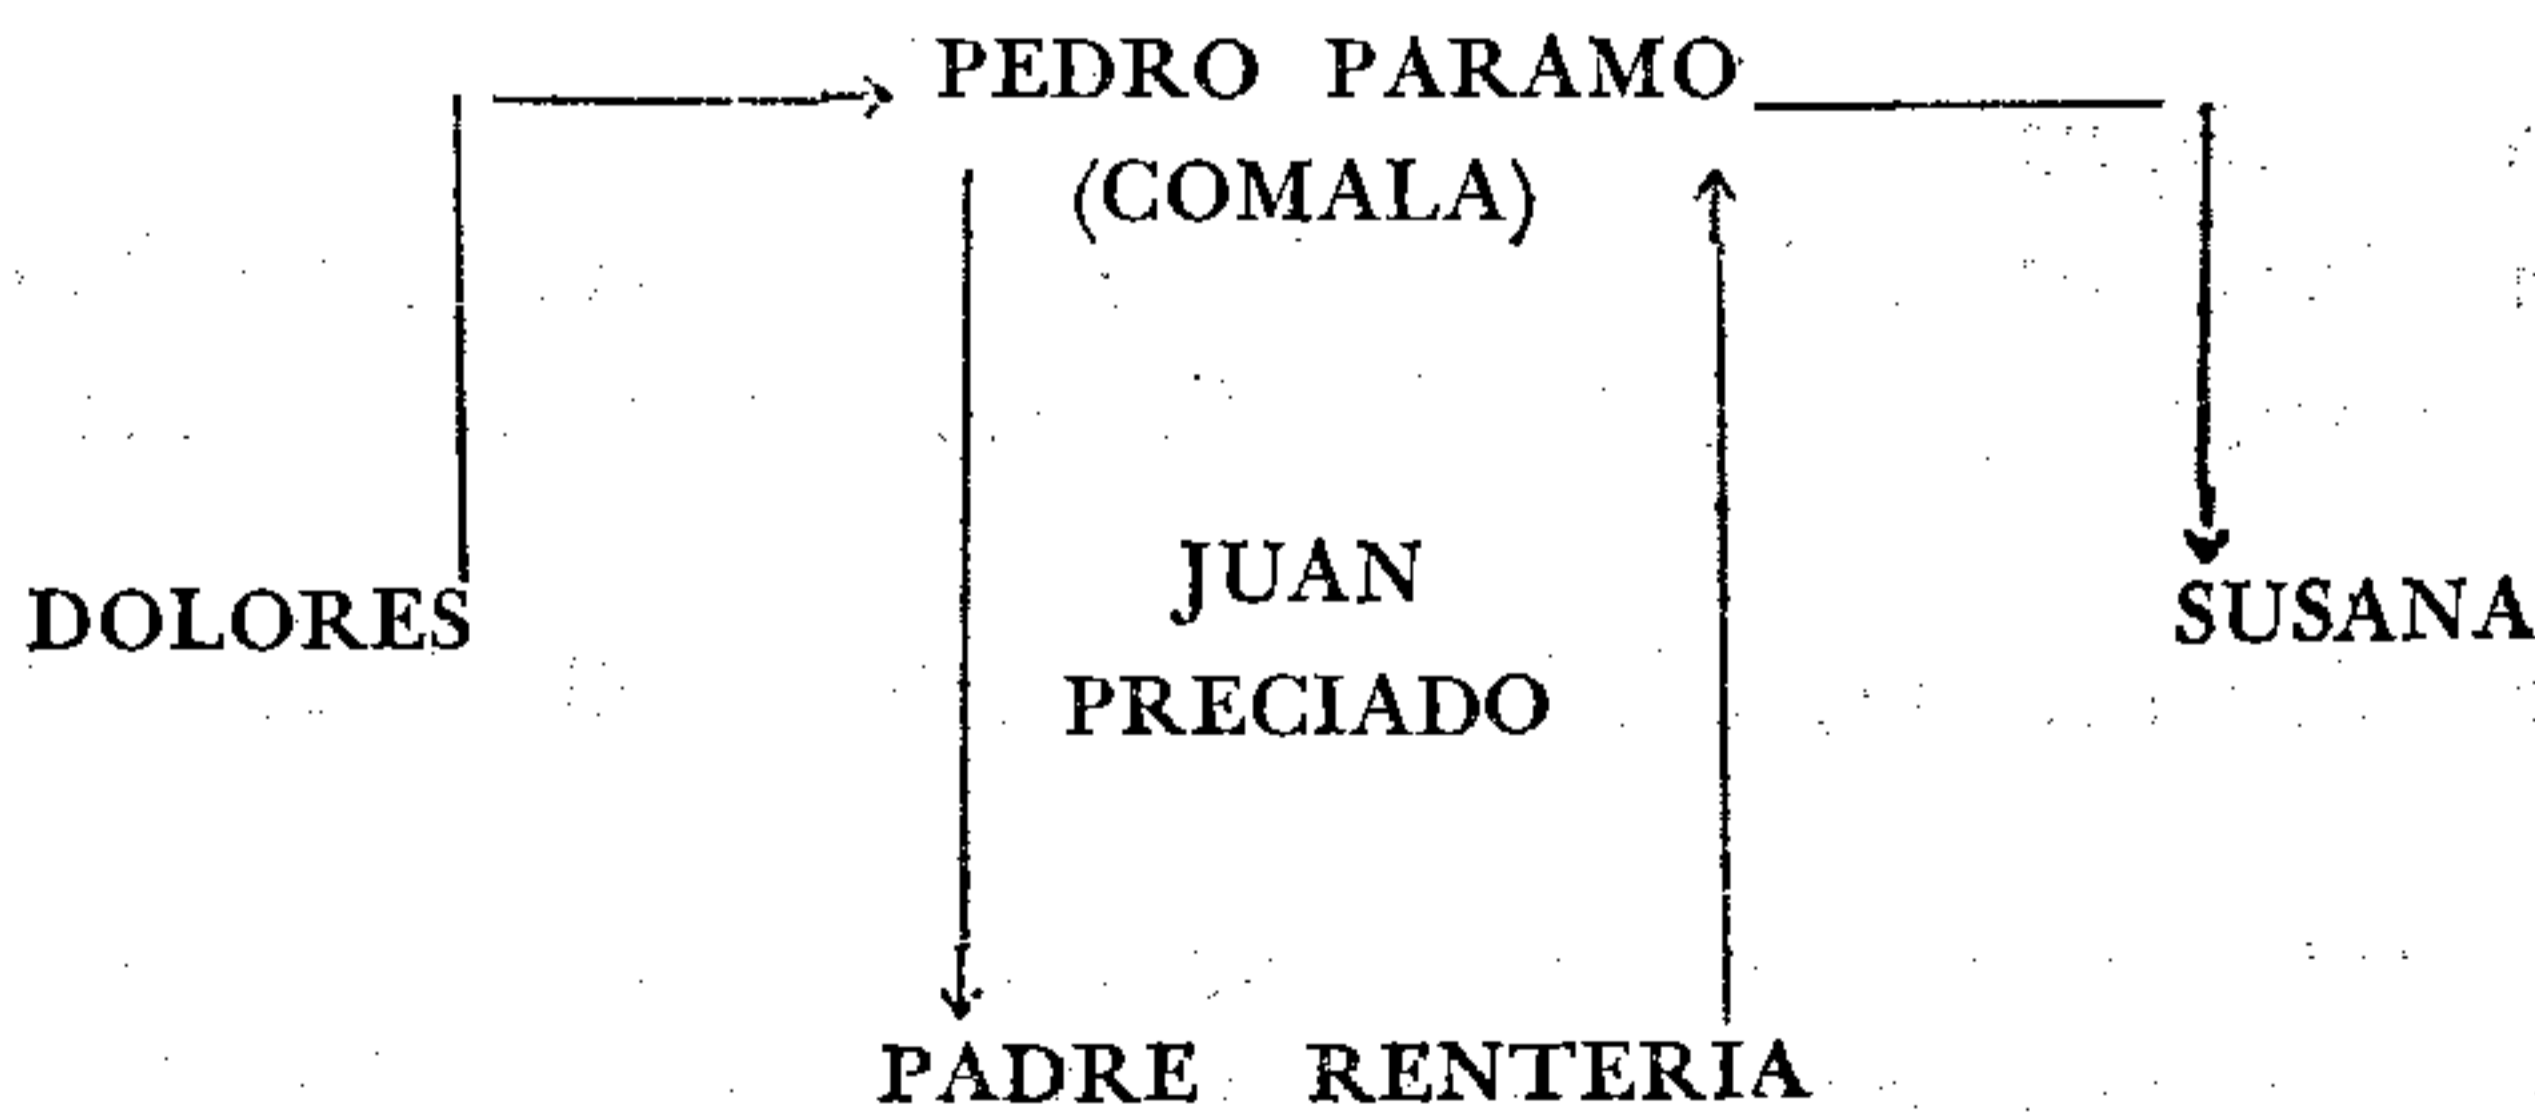 PEDRO PARAMO
(COMALA)
JUAN
DOLORES
SUSANA
PRECIADO
PADRE RENTERIA